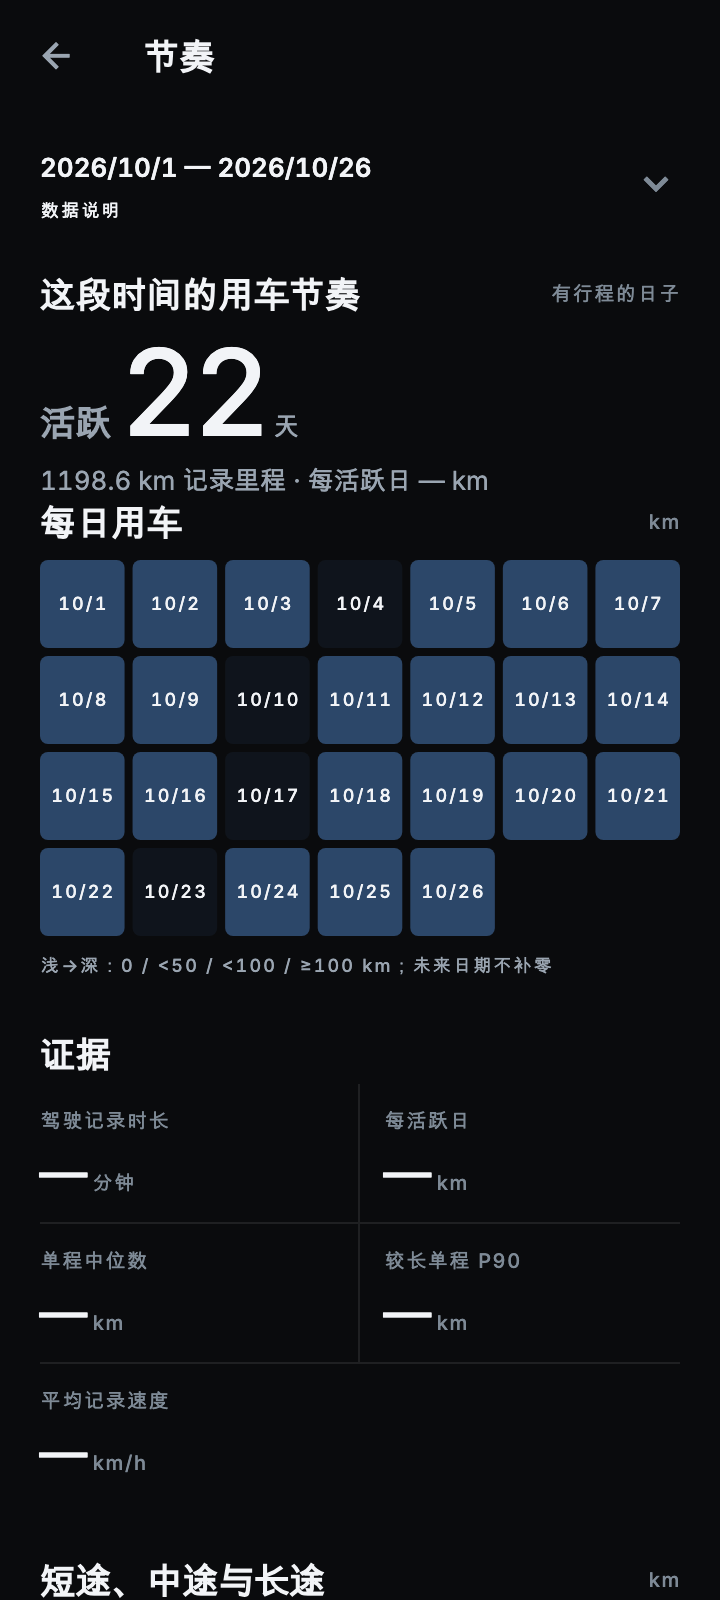 节奏
2026/10/1 — 2026/10/26
数据说明
这段时间的用车节奏 有行程的日子
活跃 22 天
1198.6 km 记录里程 · 每活跃日 — km
每日用车 km
10/1 10/2 10/3 10/4 10/5 10/6 10/7
10/8 10/9 10/10 10/11 10/12 10/13 10/14
10/15 10/16 10/17 10/18 10/19 10/20 10/21
10/22 10/23 10/24 10/25 10/26
浅→深：0 / <50 / <100 / ≥100 km；未来日期不补零
证据
驾驶记录时长 每活跃日
— 分钟 — km
单程中位数 较长单程 P90
— km — km
平均记录速度
— km/h
短途、中途与长途 km